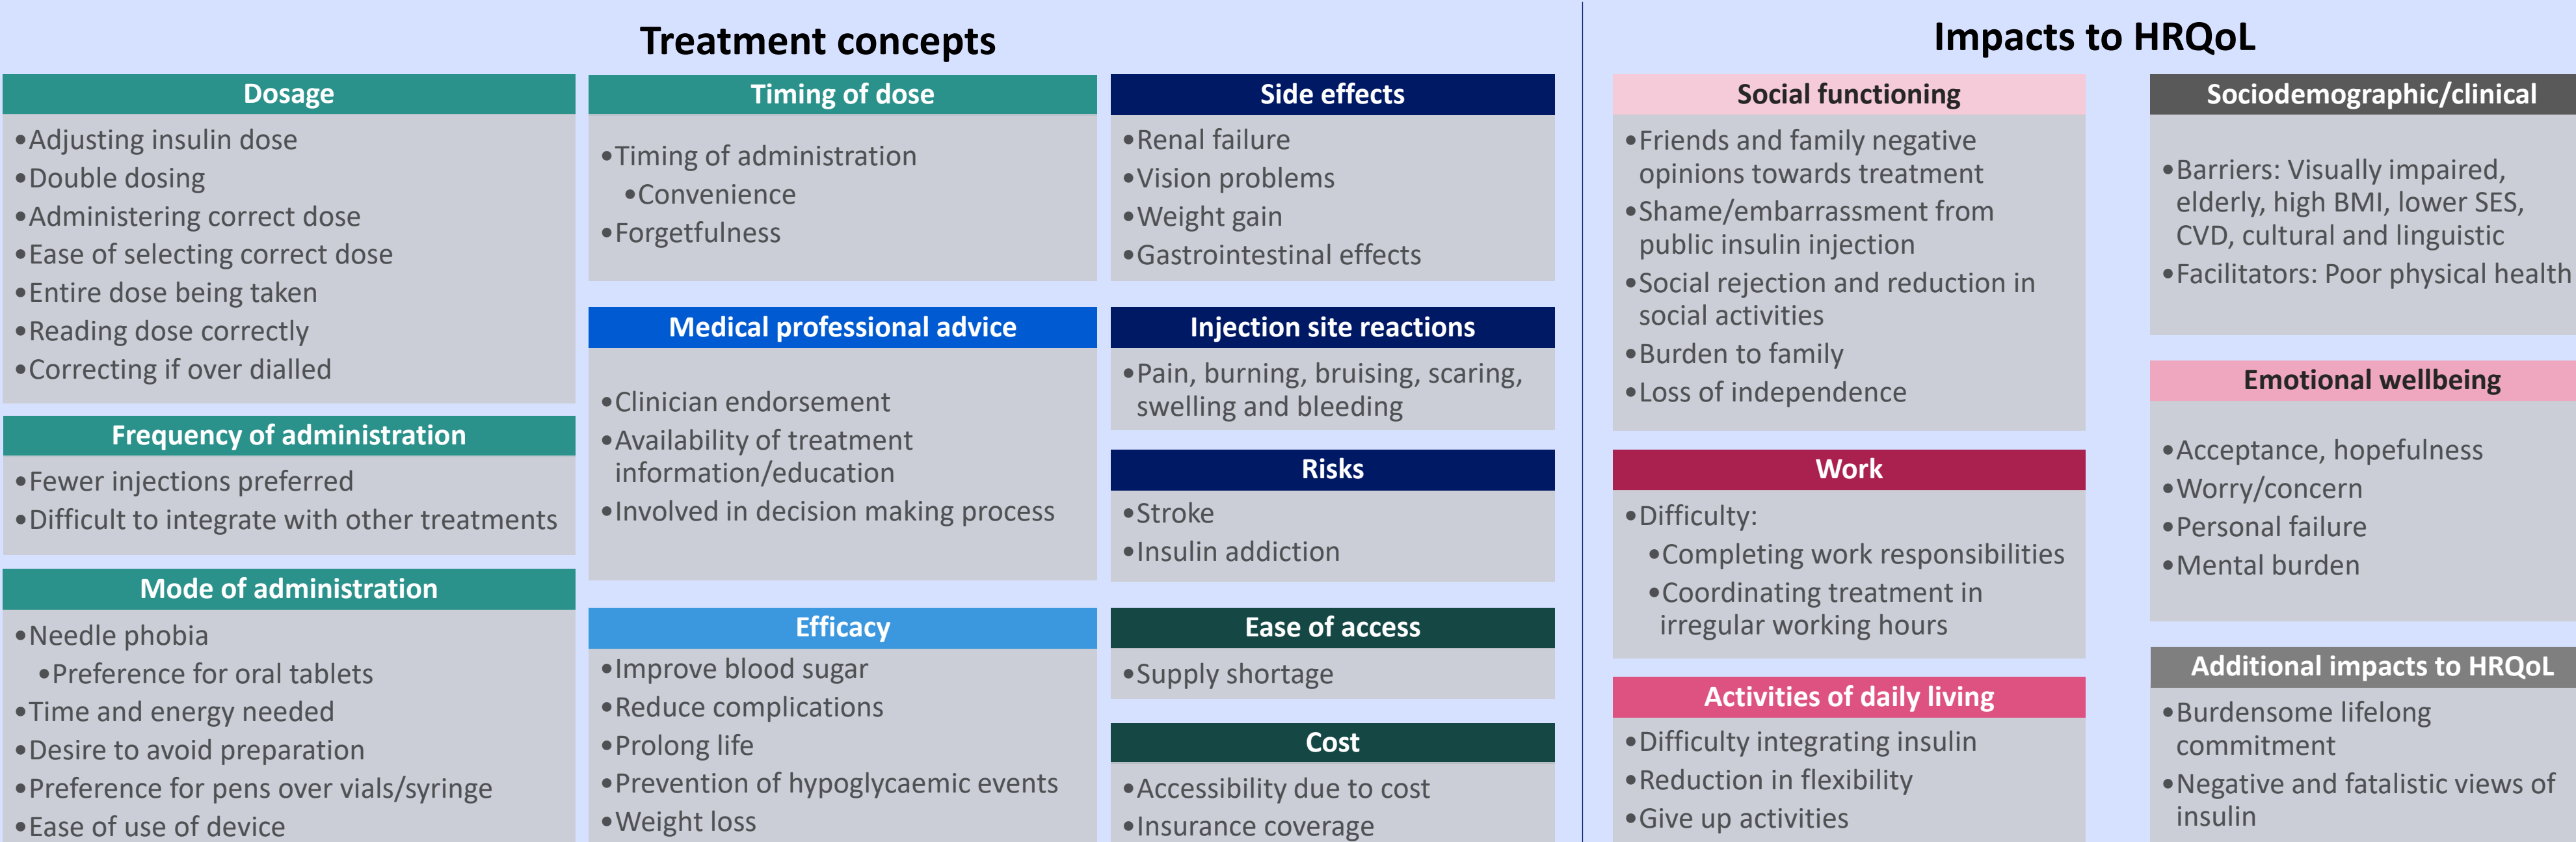 Treatment concepts
Dosage
•Adjusting insulin dose
•Double dosing
•Administering correct dose
•Ease of selecting correct dose
•Entire dose being taken
•Reading dose correctly
•Correcting if over dialled
Frequency of administration
•Fewer injections preferred
•Difficult to integrate with other treatments
Mode of administration
•Needle phobia
•Preference for oral tablets
•Time and energy needed
•Desire to avoid preparation
•Preference for pens over vials/syringe
•Ease of use of device
Timing of dose
•Timing of administration
•Convenience
•Forgetfulness
Medical professional advice
•Clinician endorsement
•Availability of treatment
information/education
•Involved in decision making process
Efficacy
•Improve blood sugar
•Reduce complications
•Prolong life
•Prevention of hypoglycaemic events
•Weight loss
Side effects
•Renal failure
•Vision problems
•Weight gain
•Gastrointestinal effects
Injection site reactions
•Pain, burning, bruising, scaring,
swelling and bleeding
Risks
•Stroke
•Insulin addiction
Ease of access
•Supply shortage
Cost
•Accessibility due to cost
•Insurance coverage
Impacts to HRQoL
Social functioning
•Friends and family negative
opinions towards treatment
•Shame/embarrassment from
public insulin injection
•Social rejection and reduction in
social activities
•Burden to family
•Loss of independence
Work
•Difficulty:
•Completing work responsibilities
•Coordinating treatment in
irregular working hours
Activities of daily living
•Difficulty integrating insulin
•Reduction in flexibility
•Give up activities
Sociodemographic/clinical
•Barriers: Visually impaired,
elderly, high BMI, lower SES,
CVD, cultural and linguistic
•Facilitators: Poor physical health
Emotional wellbeing
•Acceptance, hopefulness
•Worry/concern
•Personal failure
•Mental burden
Additional impacts to HRQoL
•Burdensome lifelong
commitment
•Negative and fatalistic views of
insulin